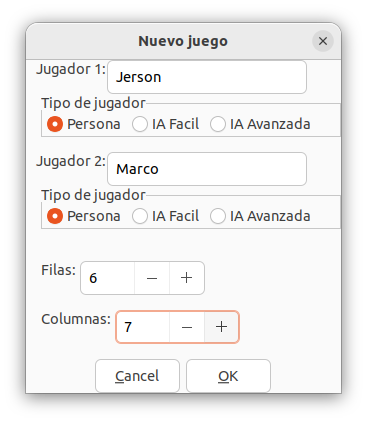 Nuevo juego
Jugador 1: Jerson
Tipo de jugador
Persona IA Facil IA Avanzada
Jugador 2: Marco
Tipo de jugador
Persona IA Facil IA Avanzada
Filas: 6
Columnas: 7
Cancel OK